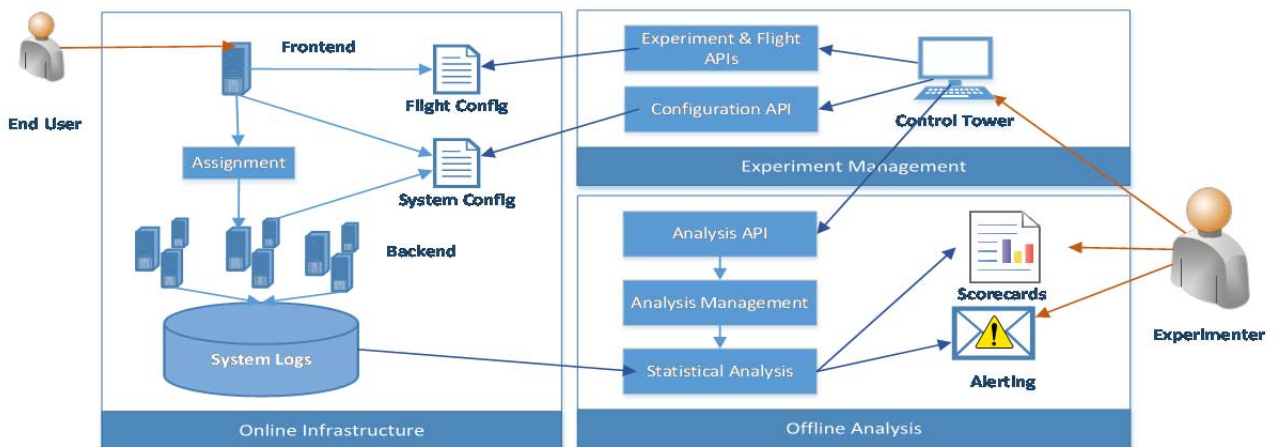 End User
Frontend
Flight Config
Assignment
System Config
Backend
System Logs
Online Infrastructure
Experiment & Flight
APIs
Configuration API
Control Tower
Experiment Management
Analysis API
Analysis Management
Statistical Analysis
Scorecards
Alerting
Offline Analysis
Experimenter